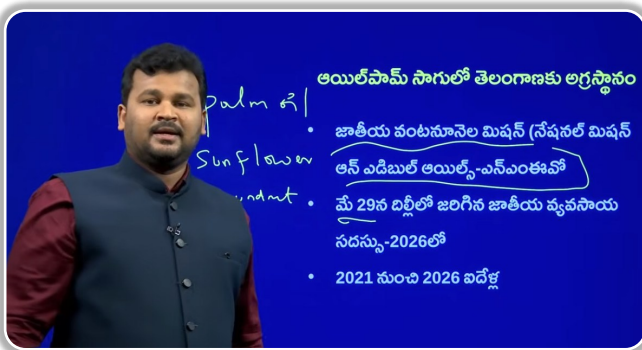 ఆయిల్‌పామ్ సాగులో తెలంగాణకు అగ్రస్థానం
palm oil
Sunflower
• జాతీయ వంటనూనెల మిషన్ (నేషనల్ మిషన్
ఆన్ ఎడిబుల్ ఆయిల్స్-ఎన్ఎంఈవో
• మే 29న దిల్లీలో జరిగిన జాతీయ వ్యవసాయ
సదస్సు-2026లో
• 2021 నుంచి 2026 ఐదేళ్ల